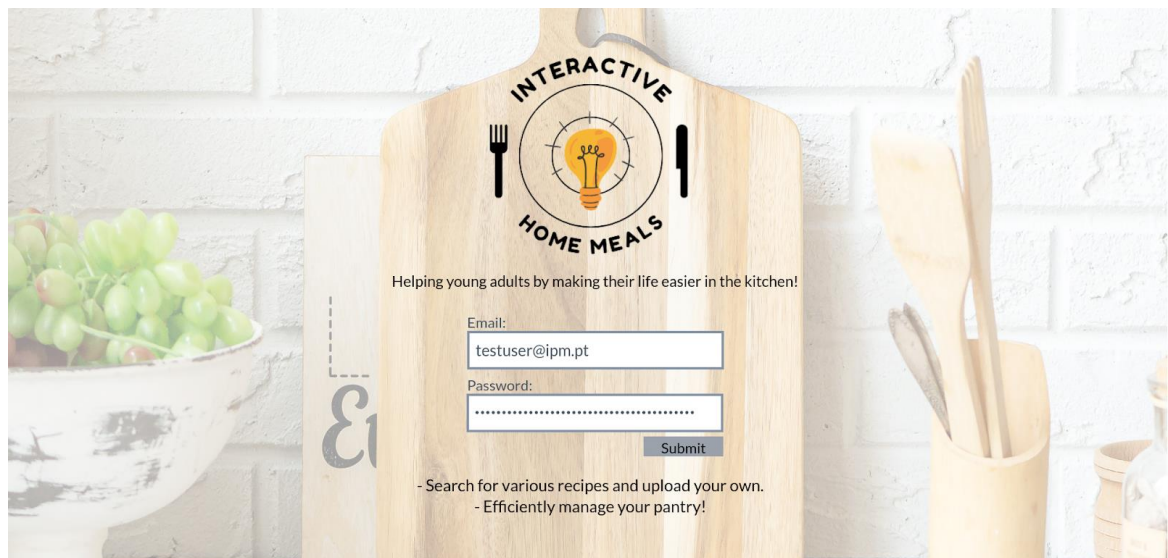 INTERACTIVE
HOME MEALS
Helping young adults by making their life easier in the kitchen!
Email:
testuser@ipm.pt
Password:
••••••••••••••••••••••••••••••••••••••••••
Submit
- Search for various recipes and upload your own.
- Efficiently manage your pantry!